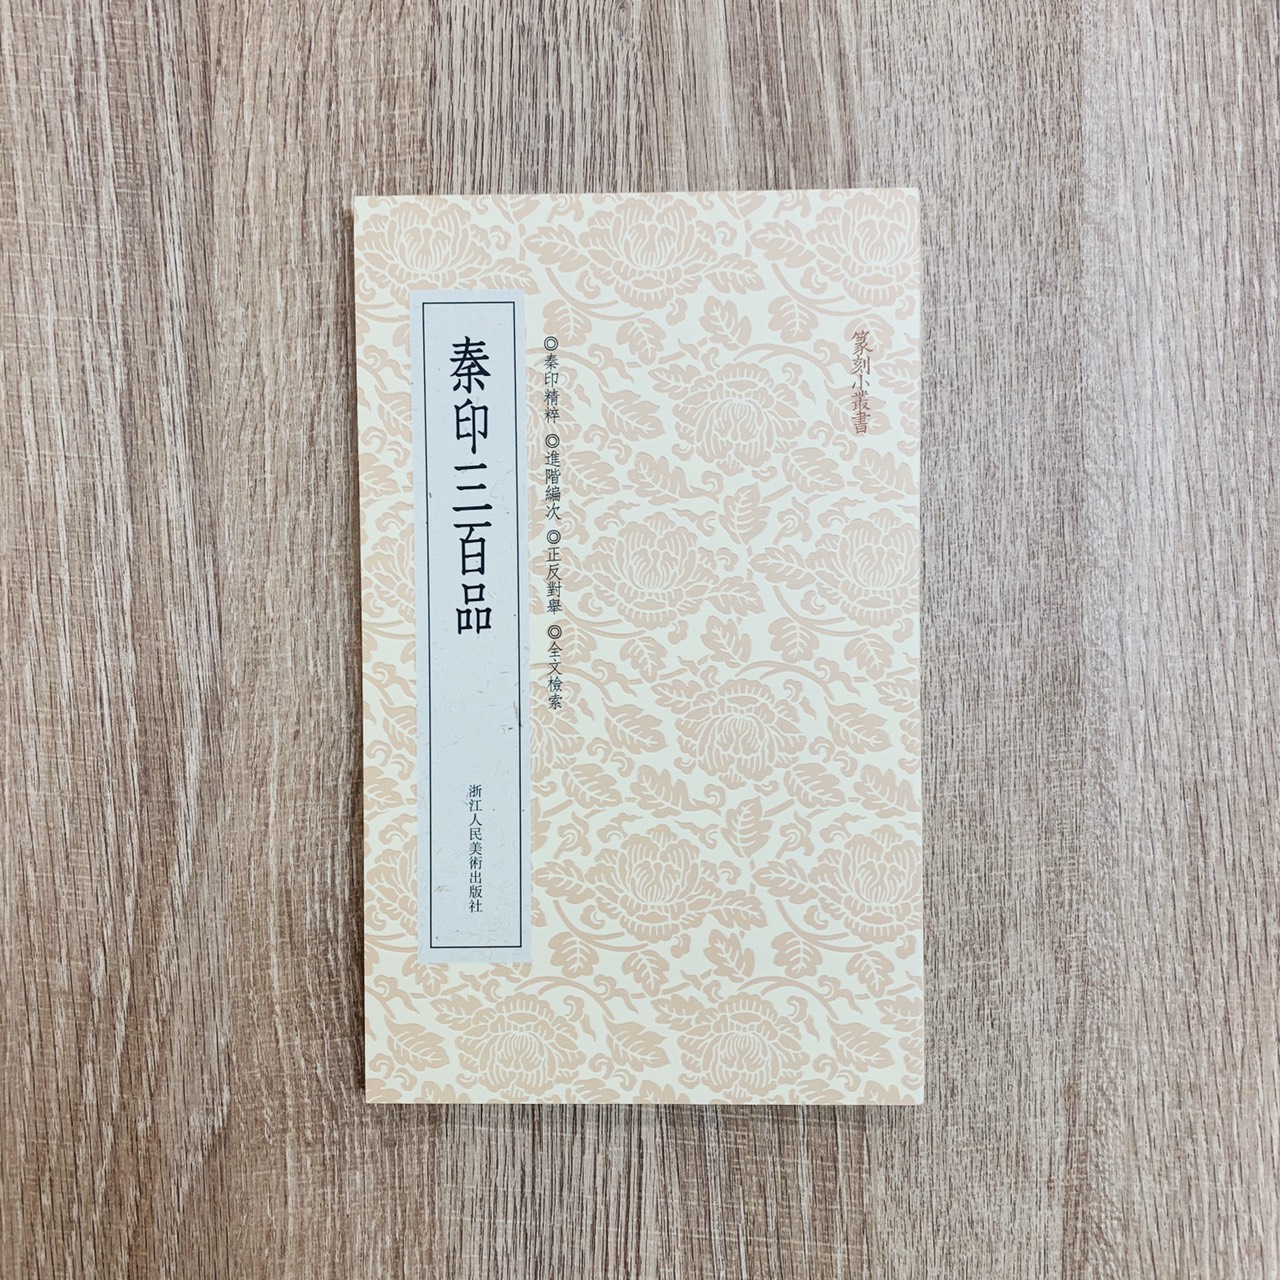 篆刻小叢書
◎秦印精粹 ◎進階編次 ◎正反對舉 ◎全文檢索
秦印三百品
浙江人民美術出版社